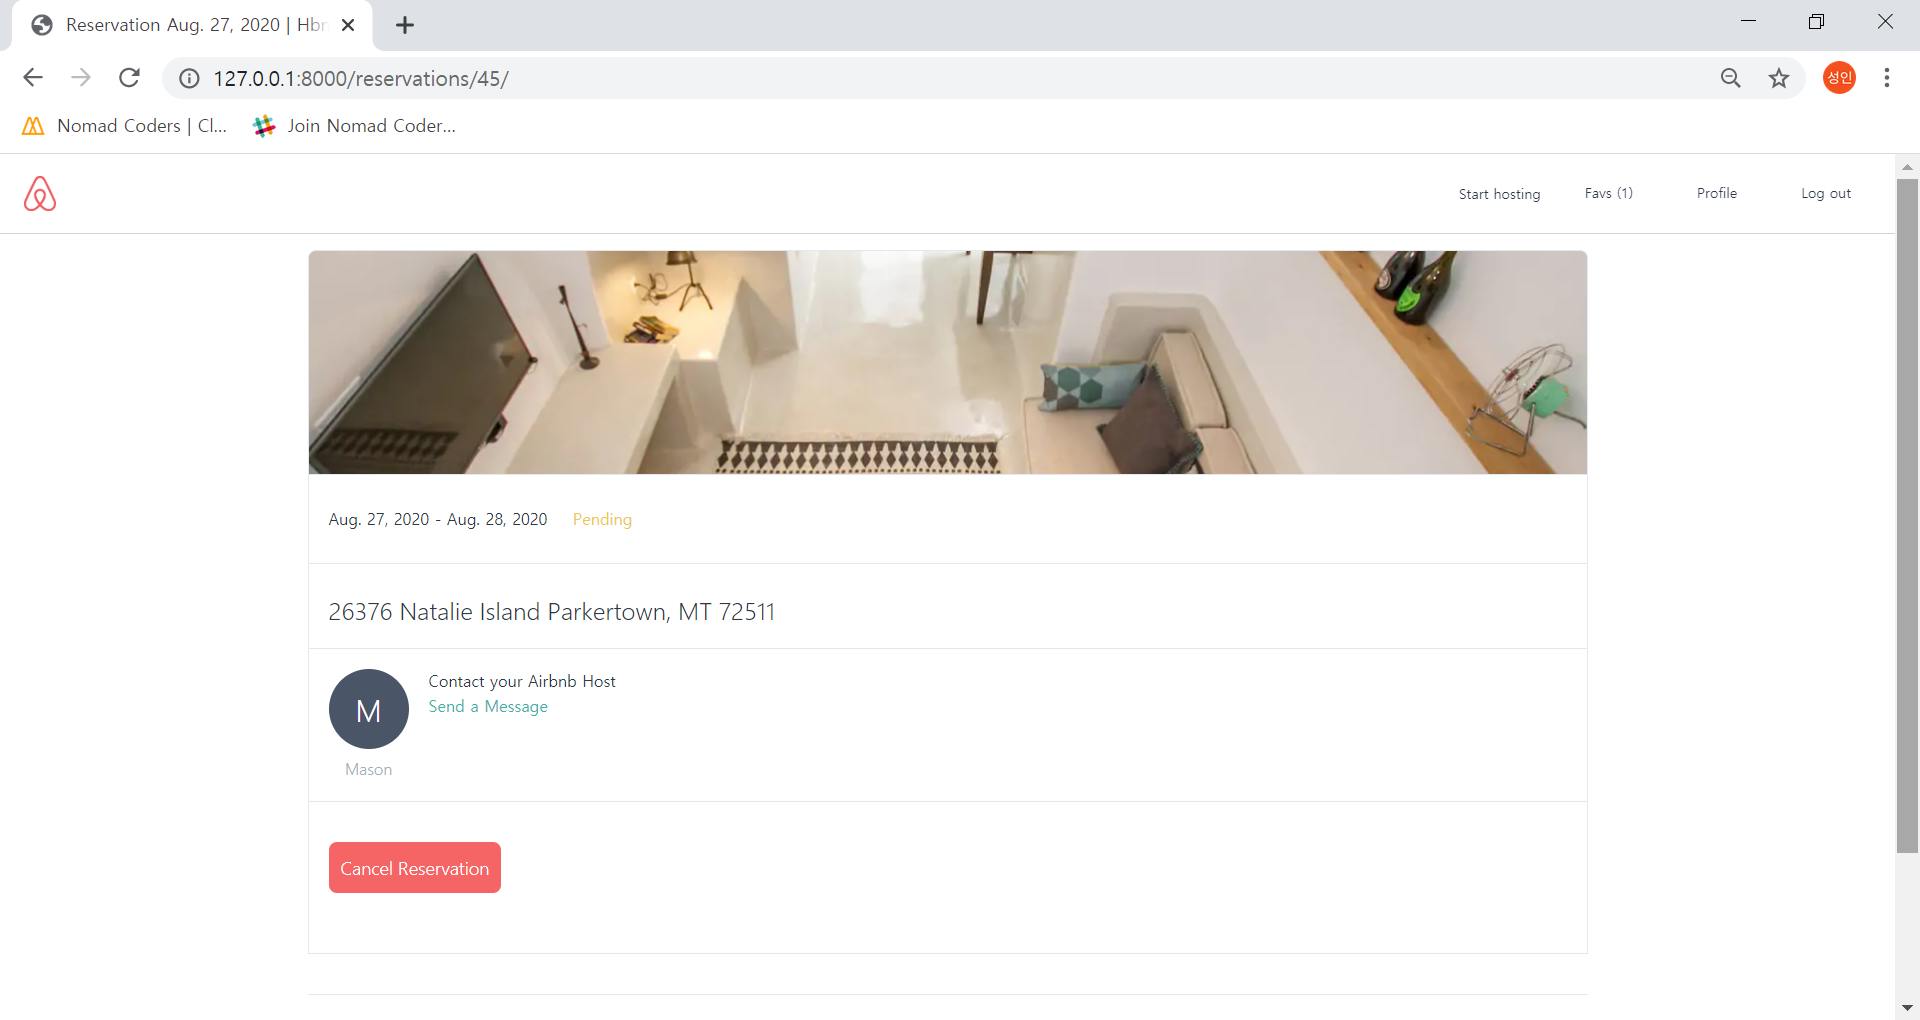 Reservation Aug. 27, 2020 | Hbn
127.0.0.1:8000/reservations/45/
성인
Nomad Coders | Cl...
Join Nomad Coder...
Start hosting
Favs (1)
Profile
Log out
Aug. 27, 2020 - Aug. 28, 2020
Pending
26376 Natalie Island Parkertown, MT 72511
M
Contact your Airbnb Host
Send a Message
Mason
Cancel Reservation